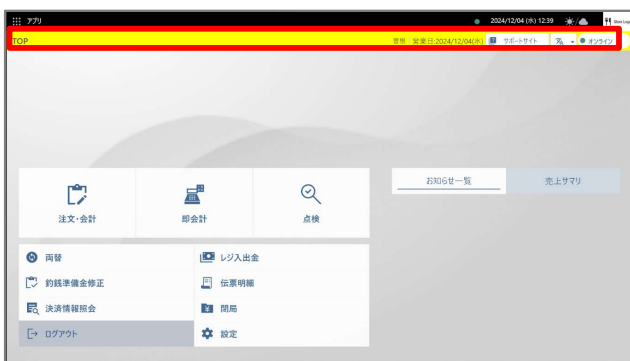 アプリ 2024/12/04 (水) 12:39
TOP 営業日:2024/12/04(水) サポートサイト オンライン
お知らせ一覧 売上サマリ
注文・会計 即会計 点検
両替 レジ入出金
釣銭準備金修正 伝票明細
決済情報照会 閉局
ログアウト 設定